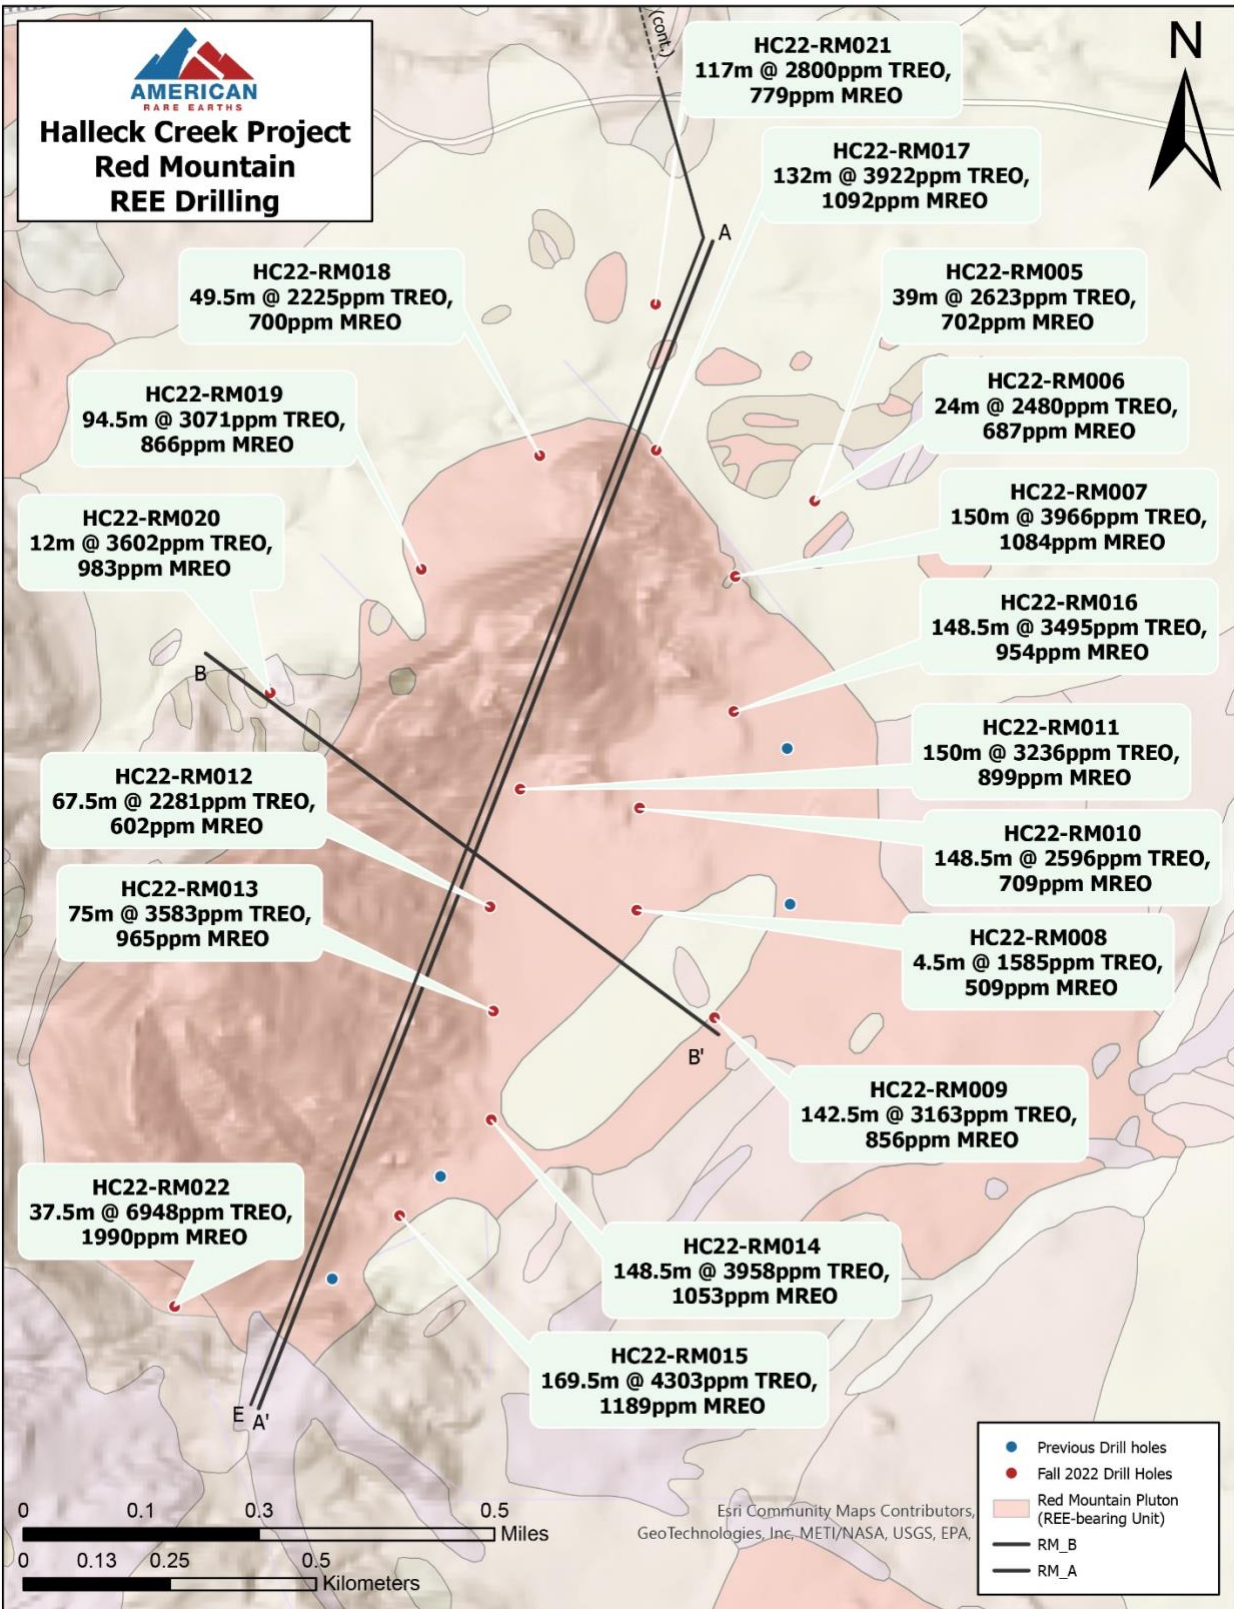 AMERICAN
RARE EARTHS
Halleck Creek Project
Red Mountain
REE Drilling
(cont.)
N
HC22-RM021
117m @ 2800ppm TREO,
779ppm MREO
HC22-RM017
132m @ 3922ppm TREO,
1092ppm MREO
A
HC22-RM018
49.5m @ 2225ppm TREO,
700ppm MREO
HC22-RM005
39m @ 2623ppm TREO,
702ppm MREO
HC22-RM019
94.5m @ 3071ppm TREO,
866ppm MREO
HC22-RM006
24m @ 2480ppm TREO,
687ppm MREO
HC22-RM020
12m @ 3602ppm TREO,
983ppm MREO
HC22-RM007
150m @ 3966ppm TREO,
1084ppm MREO
HC22-RM016
148.5m @ 3495ppm TREO,
954ppm MREO
B
HC22-RM011
150m @ 3236ppm TREO,
899ppm MREO
HC22-RM012
67.5m @ 2281ppm TREO,
602ppm MREO
HC22-RM010
148.5m @ 2596ppm TREO,
709ppm MREO
HC22-RM013
75m @ 3583ppm TREO,
965ppm MREO
HC22-RM008
4.5m @ 1585ppm TREO,
509ppm MREO
B'
HC22-RM009
142.5m @ 3163ppm TREO,
856ppm MREO
HC22-RM022
37.5m @ 6948ppm TREO,
1990ppm MREO
HC22-RM014
148.5m @ 3958ppm TREO,
1053ppm MREO
HC22-RM015
169.5m @ 4303ppm TREO,
1189ppm MREO
E A'
Previous Drill holes
Fall 2022 Drill Holes
Red Mountain Pluton
(REE-bearing Unit)
RM_B
RM_A
0 0.1 0.3 0.5
Miles
0 0.13 0.25 0.5
Kilometers
Esri Community Maps Contributors,
GeoTechnologies, Inc, METI/NASA, USGS, EPA,